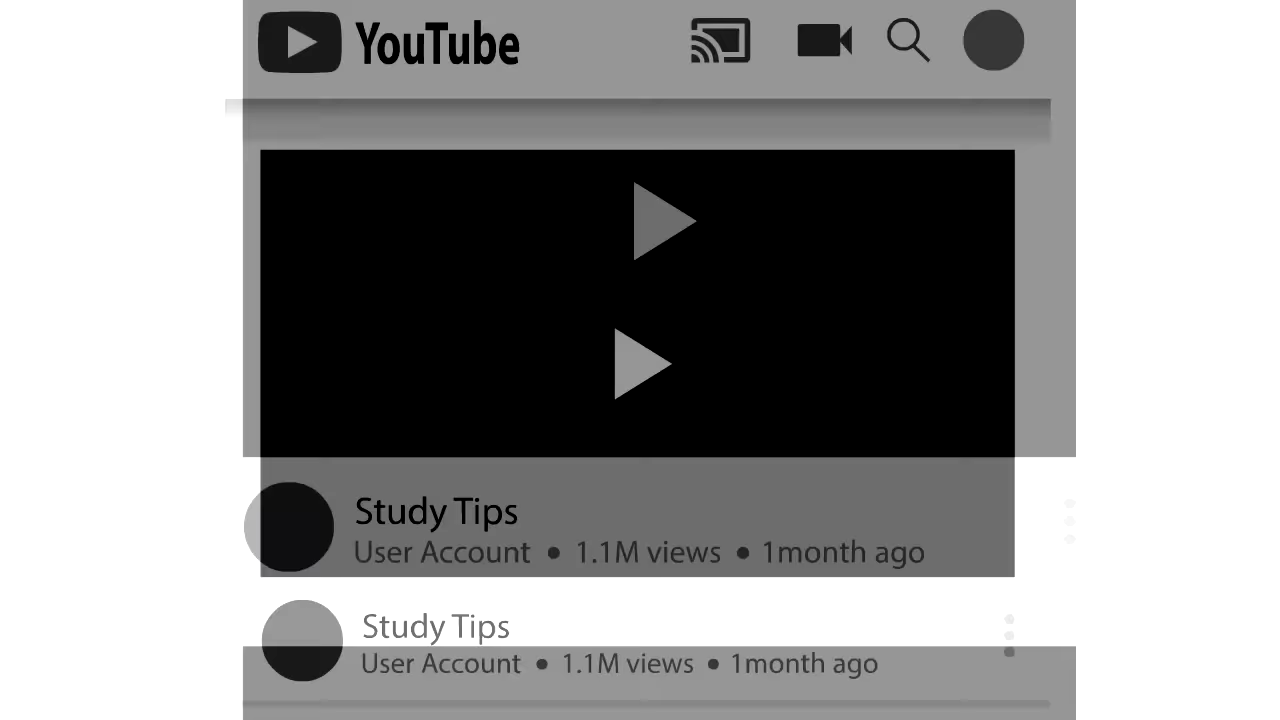 YouTube
Study Tips
User Account • 1.1M views • 1month ago
Study Tips
User Account • 1.1M views • 1month ago